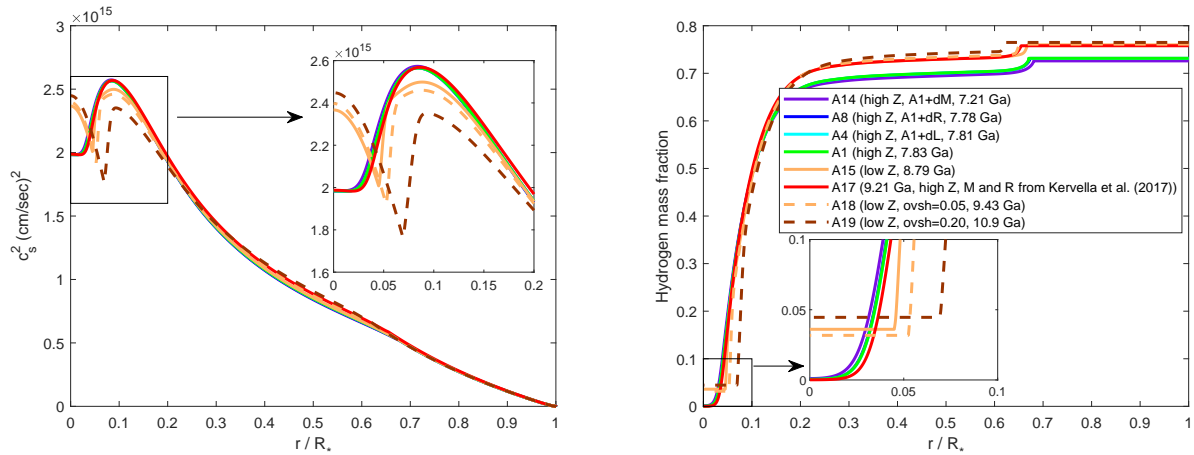 ×10^15
3
2.5
2
1.5
1
0.5
0
c_s^2 (cm/sec)^2
0 0.1 0.2 0.3 0.4 0.5 0.6 0.7 0.8 0.9 1
r / R_*
×10^15
2.6
2.4
2.2
2
1.8
1.6
0 0.05 0.1 0.15 0.2
0.8
0.7
0.6
0.5
0.4
0.3
0.2
0.1
0
Hydrogen mass fraction
A14 (high Z, A1+dM, 7.21 Ga)
A8 (high Z, A1+dR, 7.78 Ga)
A4 (high Z, A1+dL, 7.81 Ga)
A1 (high Z, 7.83 Ga)
A15 (low Z, 8.79 Ga)
A17 (9.21 Ga, high Z, M and R from Kervella et al. (2017))
A18 (low Z, ovsh=0.05, 9.43 Ga)
A19 (low Z, ovsh=0.20, 10.9 Ga)
0.1
0.05
0
0.05 0.1
0 0.1 0.2 0.3 0.4 0.5 0.6 0.7 0.8 0.9 1
r / R_*